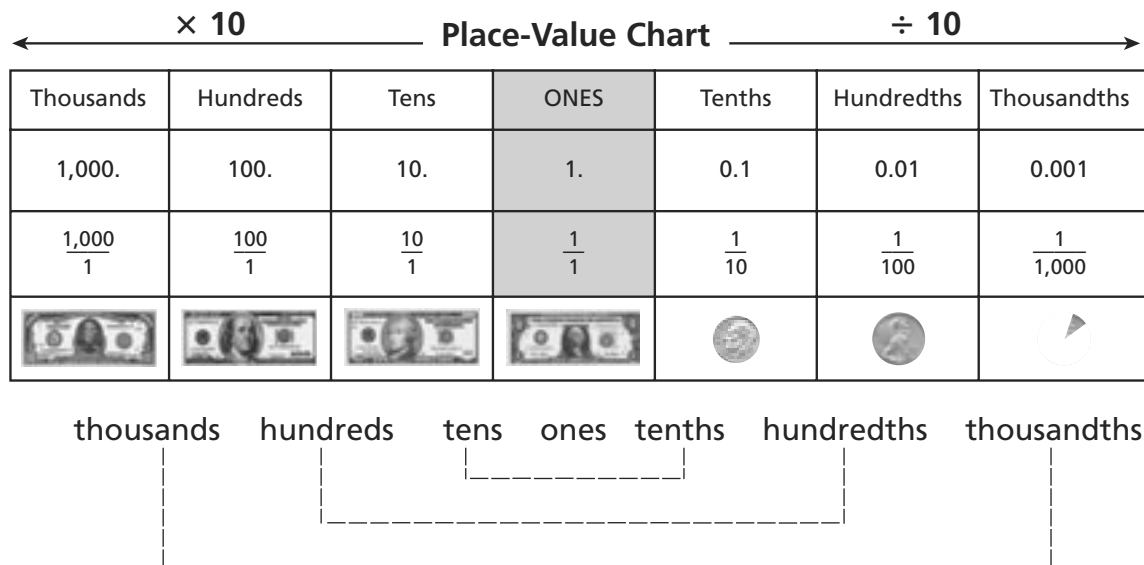 × 10 Place-Value Chart ÷ 10
Thousands Hundreds Tens ONES Tenths Hundredths Thousandths
1,000. 100. 10. 1. 0.1 0.01 0.001
1,000/1 100/1 10/1 1/1 1/10 1/100 1/1,000
thousands hundreds tens ones tenths hundredths thousandths